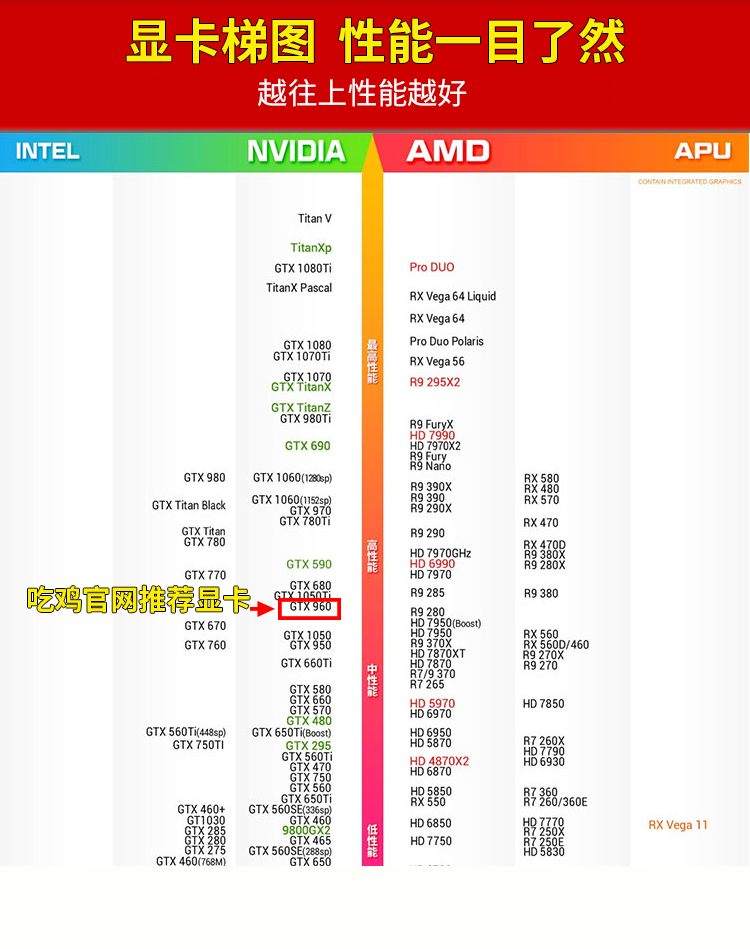 显卡梯图 性能一目了然
越往上性能越好
INTEL
NVIDIA
AMD
APU
CONTAIN INTEGRATED GRAPHICS
Titan V
TitanXp
GTX 1080Ti
TitanX Pascal
GTX 1080
GTX 1070Ti
GTX 1070
GTX TitanX
GTX TitanZ
GTX 980Ti
GTX 690
GTX 980
GTX 1060(1280sp)
GTX 1060(1152sp)
GTX Titan Black
GTX 970
GTX 780Ti
GTX Titan
GTX 780
GTX 590
GTX 770
GTX 680
GTX 1050Ti
吃鸡官网推荐显卡
GTX 960
GTX 670
GTX 1050
GTX 760
GTX 950
GTX 660Ti
GTX 580
GTX 660
GTX 570
GTX 480
GTX 560Ti(448sp)
GTX 650Ti(Boost)
GTX 750TI
GTX 295
GTX 560Ti
GTX 470
GTX 750
GTX 560
GTX 650Ti
GTX 460+
GTX 560SE(336sp)
GT1030
GTX 460
GTX 285
9800GX2
GTX 280
GTX 465
GTX 275
GTX 560SE(288sp)
GTX 460(768M)
GTX 650
最高性能
高性能
中性能
低性能
Pro DUO
RX Vega 64 Liquid
RX Vega 64
Pro Duo Polaris
RX Vega 56
R9 295X2
R9 FuryX
HD 7990
HD 7970X2
R9 Fury
R9 Nano
R9 390X
R9 390
R9 290X
R9 290
HD 7970GHz
HD 6990
HD 7970
R9 285
R9 280
HD 7950(Boost)
HD 7950
R9 370X
HD 7870XT
HD 7870
R7/9 370
R7 265
HD 5970
HD 6970
HD 6950
HD 5870
HD 4870X2
HD 6870
HD 5850
RX 550
HD 6850
HD 7750
RX 580
RX 480
RX 570
RX 470
RX 470D
R9 380X
R9 280X
R9 380
RX 560
RX 560D/460
R9 270X
R9 270
HD 7850
R7 260X
HD 7790
HD 6930
R7 360
R7 260/360E
HD 7770
R7 250X
R7 250E
HD 5830
RX Vega 11